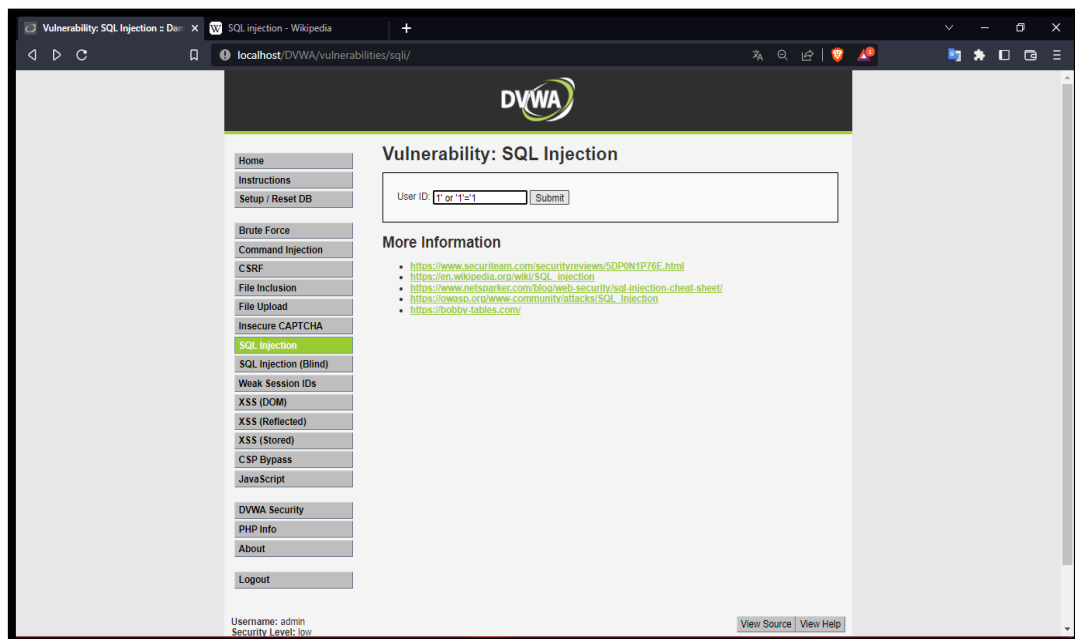 Vulnerability: SQL Injection :: Dam
W SQL injection - Wikipedia
localhost/DVWA/vulnerabilities/sqli/
DVWA
Home
Instructions
Setup / Reset DB
Brute Force
Command Injection
CSRF
File Inclusion
File Upload
Insecure CAPTCHA
SQL Injection
SQL Injection (Blind)
Weak Session IDs
XSS (DOM)
XSS (Reflected)
XSS (Stored)
CSP Bypass
JavaScript
DVWA Security
PHP Info
About
Logout
Username: admin
Security Level: low
Vulnerability: SQL Injection
User ID: 1' or '1'='1 Submit
More Information
https://www.securiteam.com/securityreviews/5DP0N1P76E.html
https://en.wikipedia.org/wiki/SQL_injection
https://www.netsparker.com/blog/web-security/sql-injection-cheat-sheet/
https://owasp.org/www-community/attacks/SQL_Injection
https://bobby-tables.com/
View Source View Help